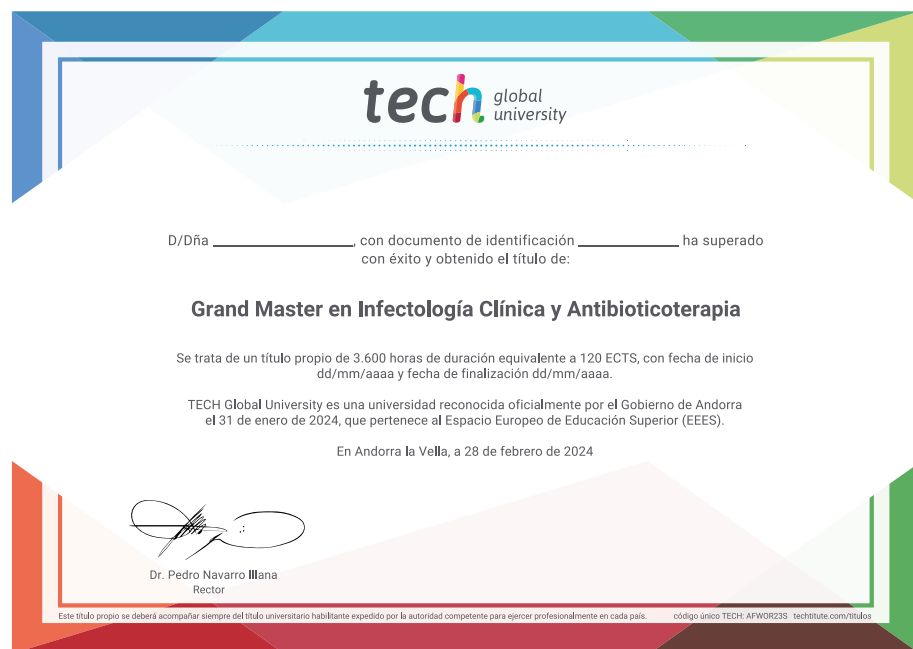 tech global university
D/Dña ____________________, con documento de identificación ______________ ha superado
con éxito y obtenido el título de:
Grand Master en Infectología Clínica y Antibioticoterapia
Se trata de un título propio de 3.600 horas de duración equivalente a 120 ECTS, con fecha de inicio
dd/mm/aaaa y fecha de finalización dd/mm/aaaa.
TECH Global University es una universidad reconocida oficialmente por el Gobierno de Andorra
el 31 de enero de 2024, que pertenece al Espacio Europeo de Educación Superior (EEES).
En Andorra la Vella, a 28 de febrero de 2024
Dr. Pedro Navarro Illana
Rector
Este título propio se deberá acompañar siempre del título universitario habilitante expedido por la autoridad competente para ejercer profesionalmente en cada país. código único TECH: AFWOR23S techtitute.com/titulos